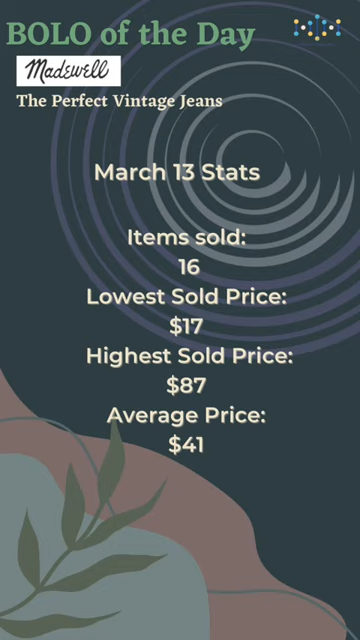 BOLO of the Day
Madewell
The Perfect Vintage Jeans
March 13 Stats
Items sold:
16
Lowest Sold Price:
$17
Highest Sold Price:
$87
Average Price:
$41